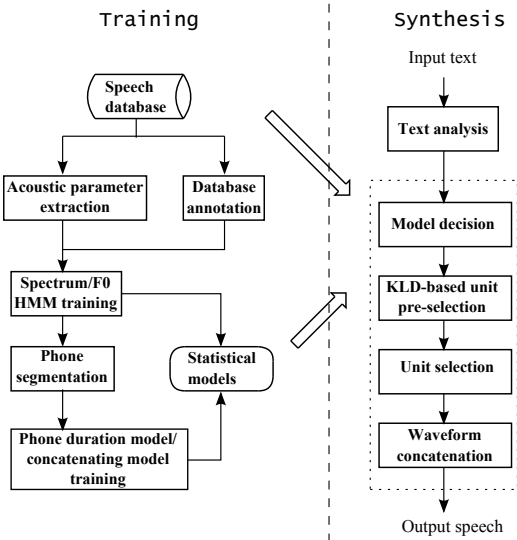 Training
Speech
database
Acoustic parameter
extraction
Database
annotation
Spectrum/F0
HMM training
Phone
segmentation
Statistical
models
Phone duration model/
concatenating model
training
Synthesis
Input text
Text analysis
Model decision
KLD-based unit
pre-selection
Unit selection
Waveform
concatenation
Output speech